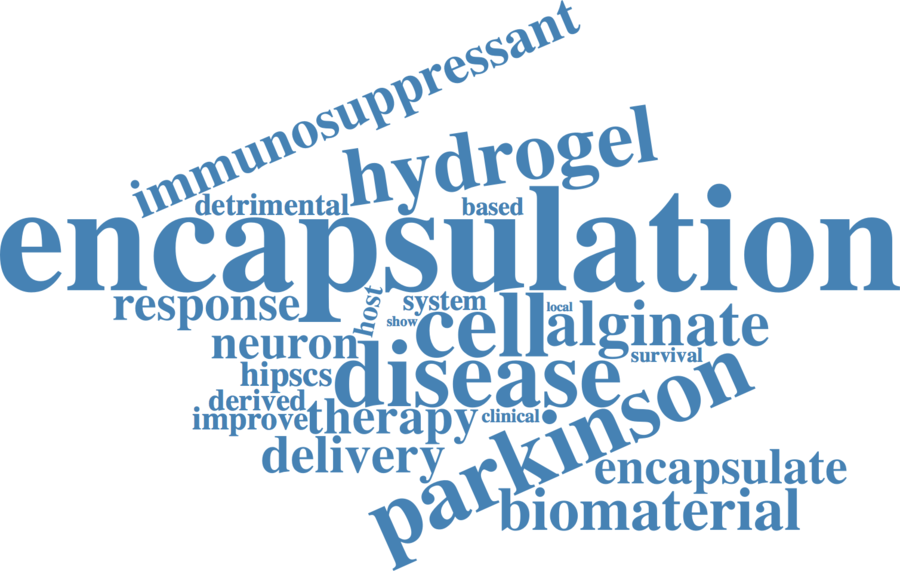 immunosuppressant
hydrogel
detrimental
based
encapsulation
response
host
system
local
show
cell
alginate
neuron
survival
disease
hipscs
derived
improve
therapy
clinical
parkinson
delivery
encapsulate
biomaterial